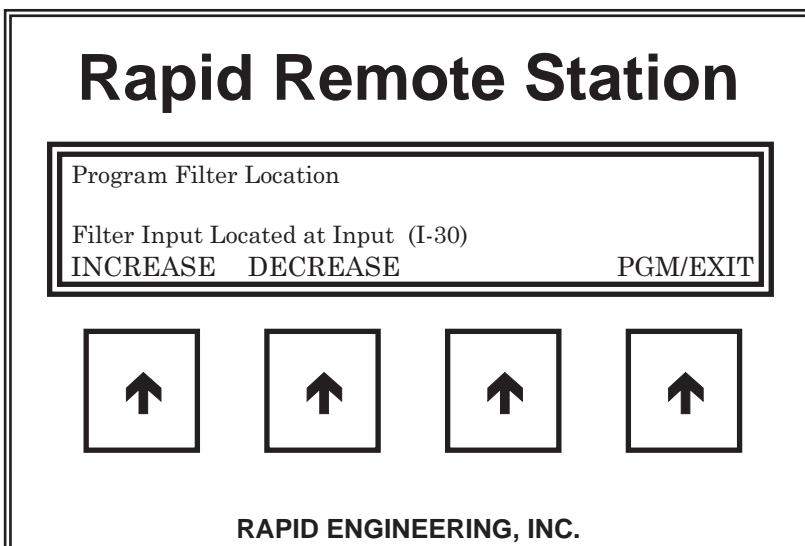 Rapid Remote Station
Program Filter Location
Filter Input Located at Input (I-30)
INCREASE DECREASE PGM/EXIT
RAPID ENGINEERING, INC.